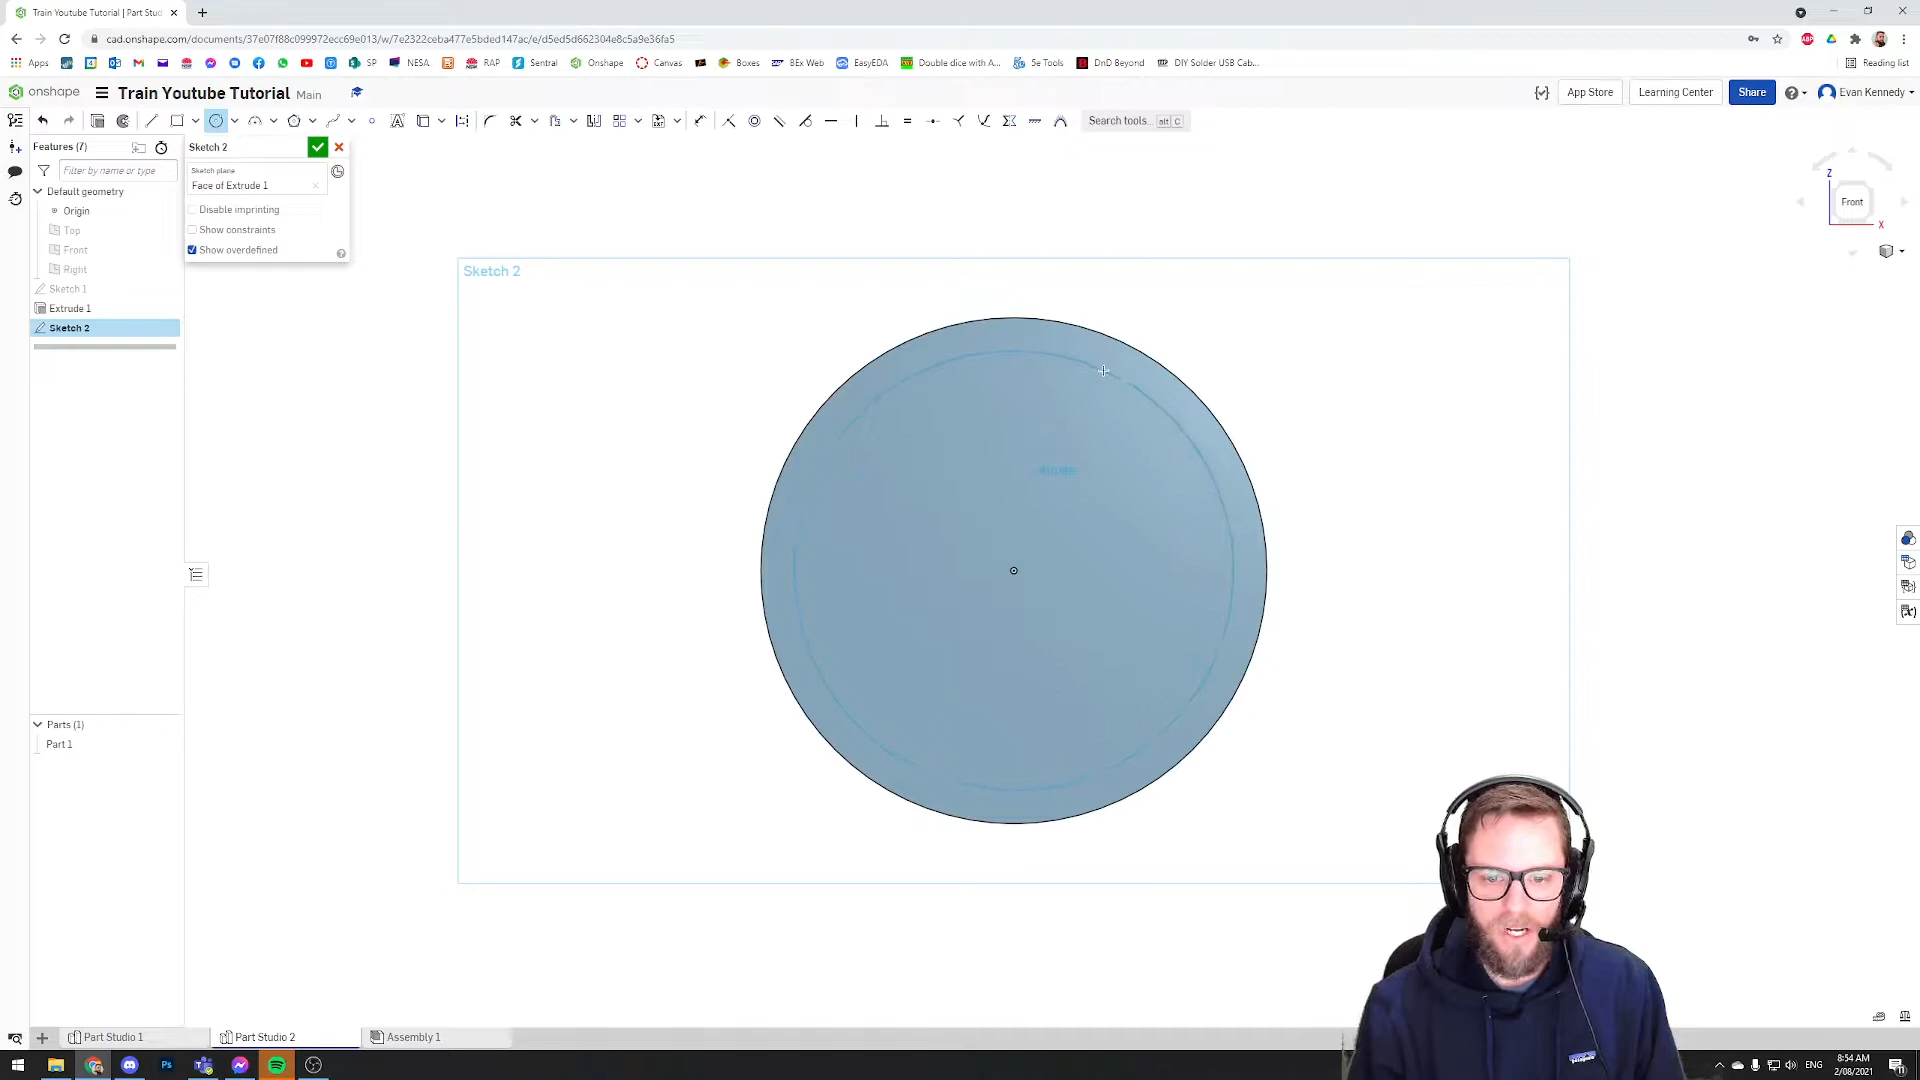 Train Youtube Tutorial | Part Studi
cad.onshape.com/documents/37e07f88c099972ecc69e013/w/7e2322ceba477e5bded147ac/e/d5ed5d662304e8c5a9e36fa5
Apps SP NESA RAP Sentral Onshape Canvas Boxes BEx Web EasyEDA Double dice with A... 5e Tools DnD Beyond DIY Solder USB Cab... Reading list
onshape Train Youtube Tutorial Main App Store Learning Center Share Evan Kennedy
Search tools... alt C
Features (7)
Filter by name or type
Default geometry
Origin
Top
Front
Right
Sketch 1
Extrude 1
Sketch 2
Sketch 2
Sketch plane
Face of Extrude 1
Disable imprinting
Show constraints
Show overdefined
Sketch 2
Z
Front
X
Parts (1)
Part 1
Part Studio 1 Part Studio 2 Assembly 1
patagonia
ENG 8:54 AM
2/08/2021